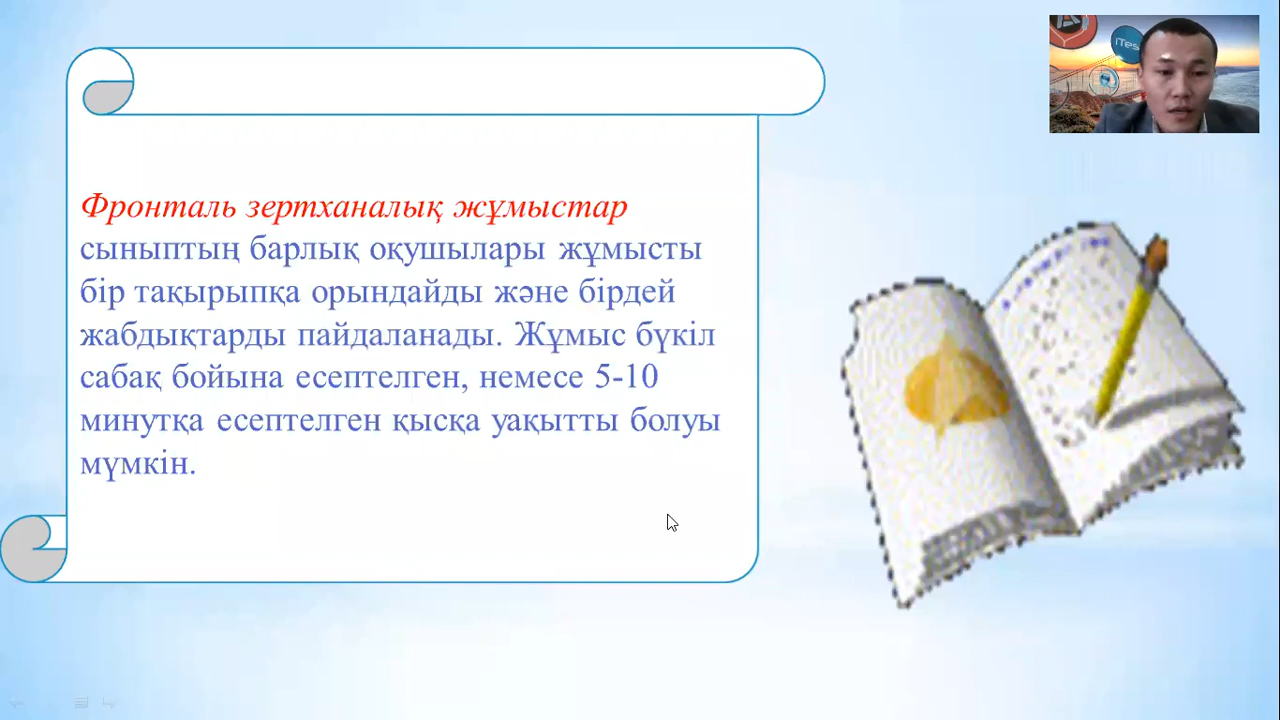 iTes
Фронталь зертханалық жұмыстар
сыныптың барлық оқушылары жұмысты
бір тақырыпқа орындайды және бірдей
жабдықтарды пайдаланады. Жұмыс бүкіл
сабақ бойына есептелген, немесе 5-10
минутқа есептелген қысқа уақытты болуы
мүмкін.